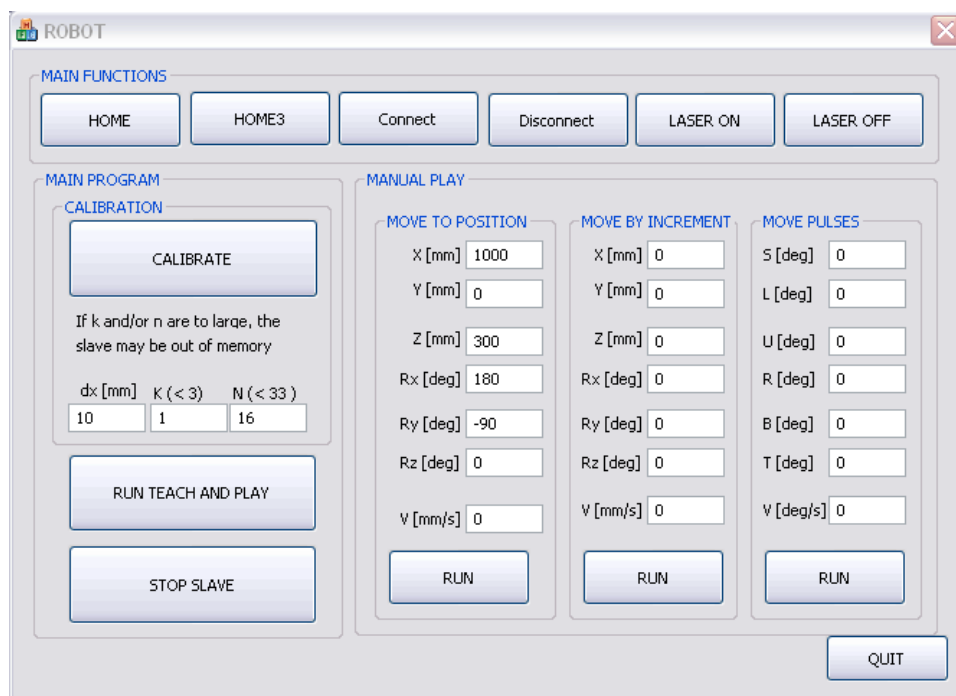 ROBOT
MAIN FUNCTIONS
HOME
HOME3
Connect
Disconnect
LASER ON
LASER OFF
MAIN PROGRAM
CALIBRATION
CALIBRATE
If k and/or n are to large, the
slave may be out of memory
dx [mm] K (< 3) N (< 33 )
10 1 16
RUN TEACH AND PLAY
STOP SLAVE
MANUAL PLAY
MOVE TO POSITION
X [mm] 1000
Y [mm] 0
Z [mm] 300
Rx [deg] 180
Ry [deg] -90
Rz [deg] 0
V [mm/s] 0
RUN
MOVE BY INCREMENT
X [mm] 0
Y [mm] 0
Z [mm] 0
Rx [deg] 0
Ry [deg] 0
Rz [deg] 0
V [mm/s] 0
RUN
MOVE PULSES
S [deg] 0
L [deg] 0
U [deg] 0
R [deg] 0
B [deg] 0
T [deg] 0
V [deg/s] 0
RUN
QUIT